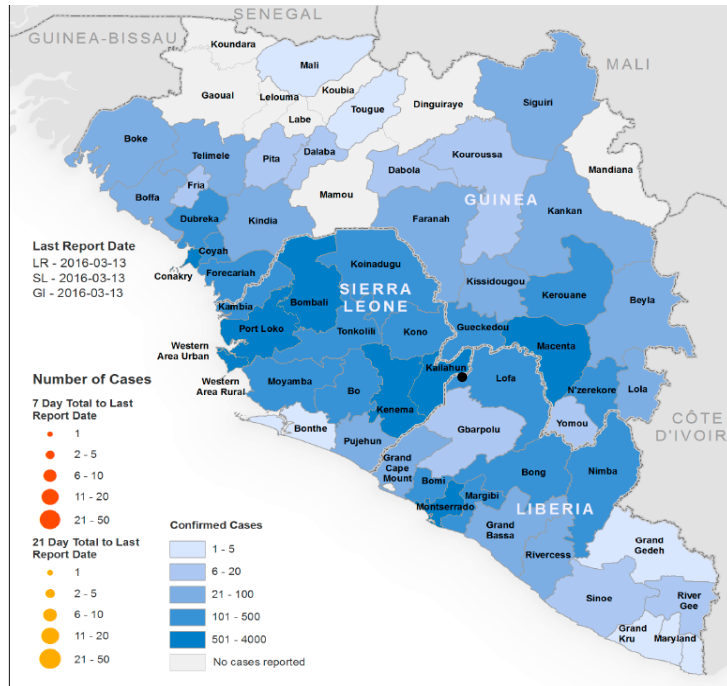 SENEGAL
GUINEA-BISSAU
MALI
Koundara
Mali
Gaoual
Lelouma
Koubia
Labe
Tougue
Dinguiraye
Siguiri
Boke
Telimele
Pita
Dalaba
Dabola
Kouroussa
Mandiana
Fria
Mamou
GUINEA
Boffa
Dubreka
Kindia
Faranah
Kankan
Last Report Date
LR - 2016-03-13
SL - 2016-03-13
GI - 2016-03-13
Coyah
Conakry
Forecariah
Koinadugu
Kissidougou
Kerouane
Beyla
Kambia
Bombali
SIERRA
LEONE
Port Loko
Tonkolili
Kono
Gueckedou
Macenta
Western
Area Urban
Western
Area Rural
Moyamba
Bo
Kailahun
Kenema
Lofa
N'zerekore
Lola
Bonthe
Pujehun
Gbarpolu
Yomou
CÔTE
D'IVOIR
Grand
Cape
Mount
Bomi
Bong
Nimba
Margibi
Montserrado
LIBERIA
Grand
Bassa
Rivercess
Grand
Gedeh
Sinoe
River
Gee
Grand
Kru
Maryland
Number of Cases
7 Day Total to Last
Report Date
1
2 - 5
6 - 10
11 - 20
21 - 50
21 Day Total to Last
Report Date
1
2 - 5
6 - 10
11 - 20
21 - 50
Confirmed Cases
1 - 5
6 - 20
21 - 100
101 - 500
501 - 4000
No cases reported